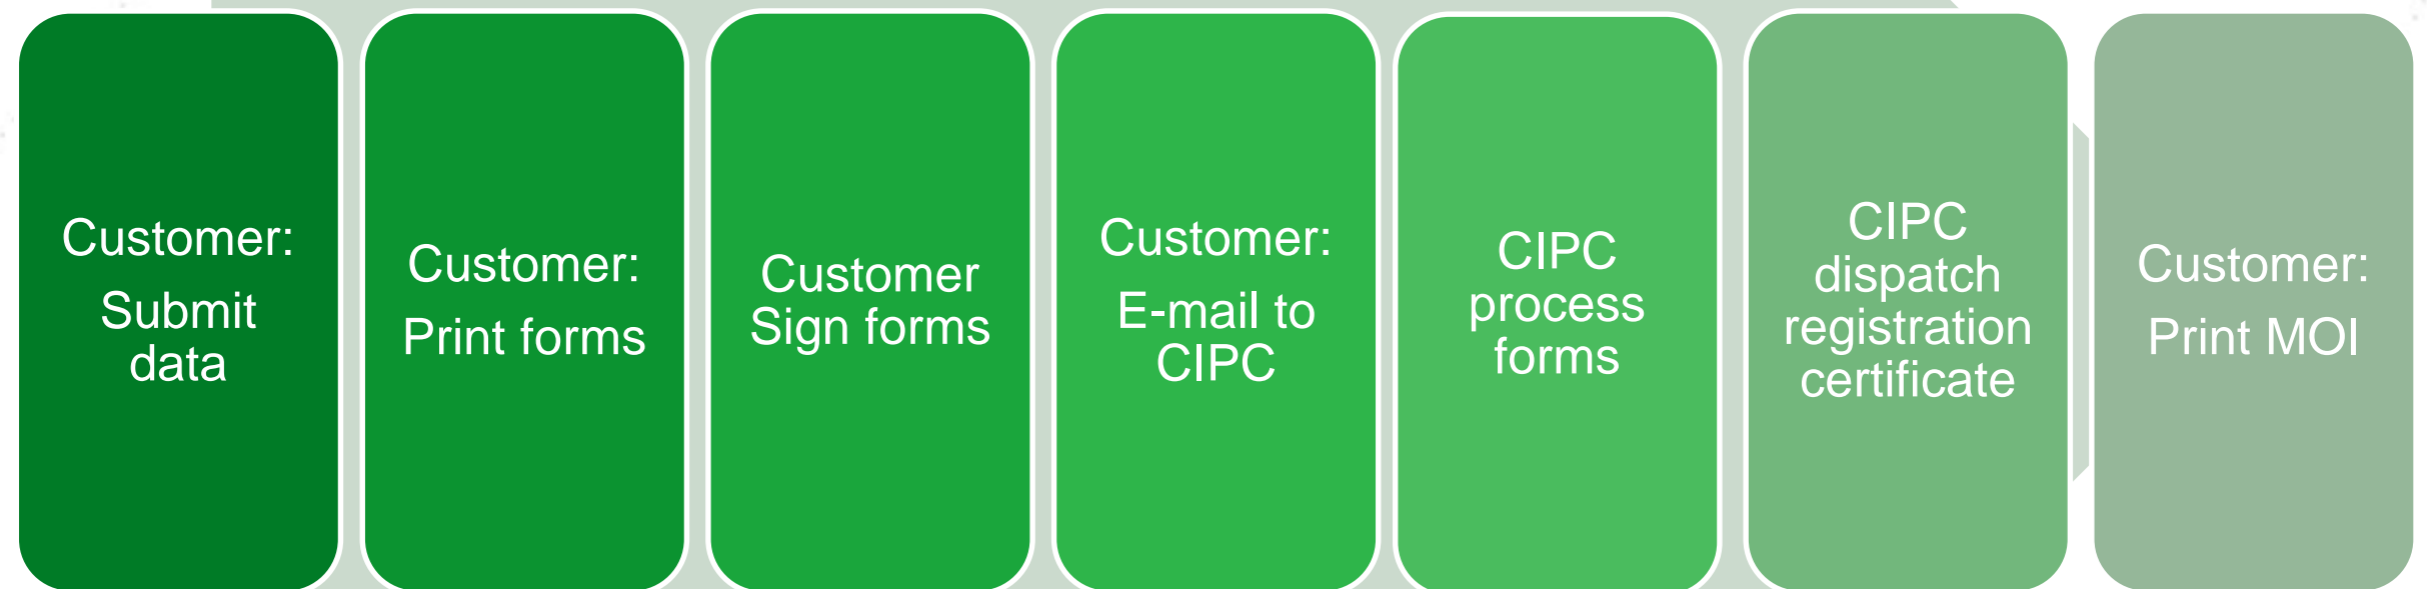 Customer:
Submit
data
Customer:
Print forms
Customer
Sign forms
Customer:
E-mail to
CIPC
CIPC
process
forms
CIPC
dispatch
registration
certificate
Customer:
Print MOI